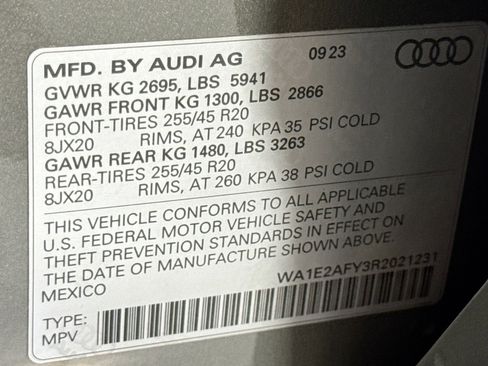 MFD. BY AUDI AG 09 23
GVWR KG 2695, LBS 5941
GAWR FRONT KG 1300, LBS 2866
FRONT-TIRES 255/45 R20
8JX20 RIMS, AT 240 KPA 35 PSI COLD
GAWR REAR KG 1480, LBS 3263
REAR-TIRES 255/45 R20
8JX20 RIMS, AT 260 KPA 38 PSI COLD
THIS VEHICLE CONFORMS TO ALL APPLICABLE
U.S. FEDERAL MOTOR VEHICLE SAFETY AND
THEFT PREVENTION STANDARDS IN EFFECT ON
THE DATE OF MANUFACTURE SHOWN ABOVE.
MEXICO WA1E2AFY3R2021231
TYPE:
MPV